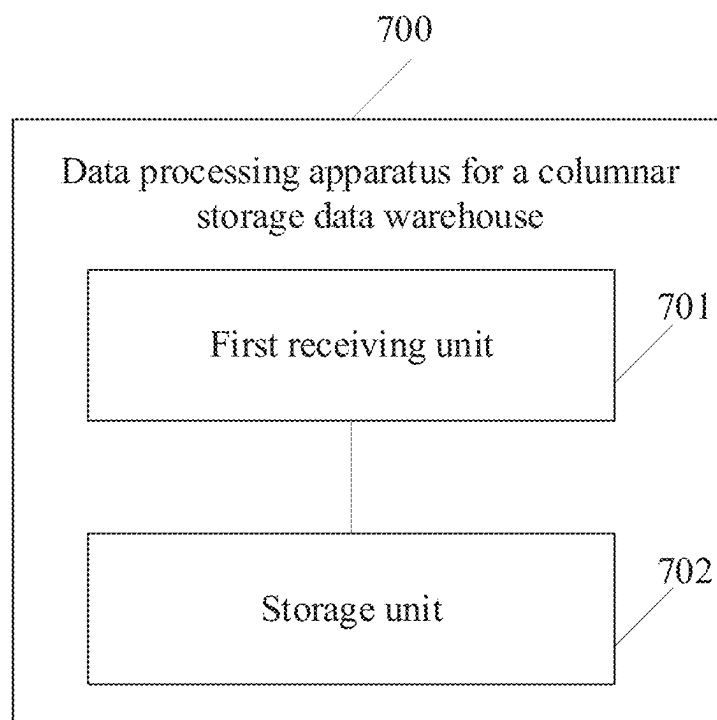 700
Data processing apparatus for a columnar
storage data warehouse
701
First receiving unit
702
Storage unit